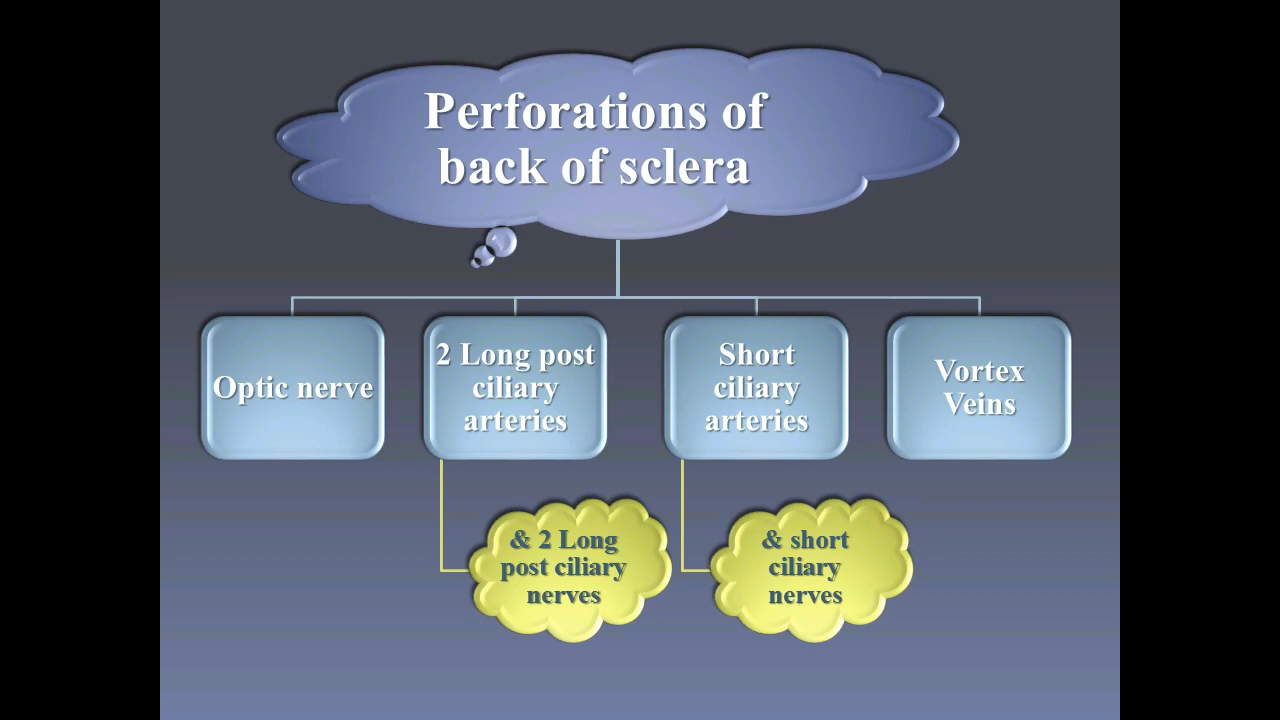 Perforations of
back of sclera
Optic nerve
2 Long post
ciliary
arteries
Short
ciliary
arteries
Vortex
Veins
& 2 Long
post ciliary
nerves
& short
ciliary
nerves